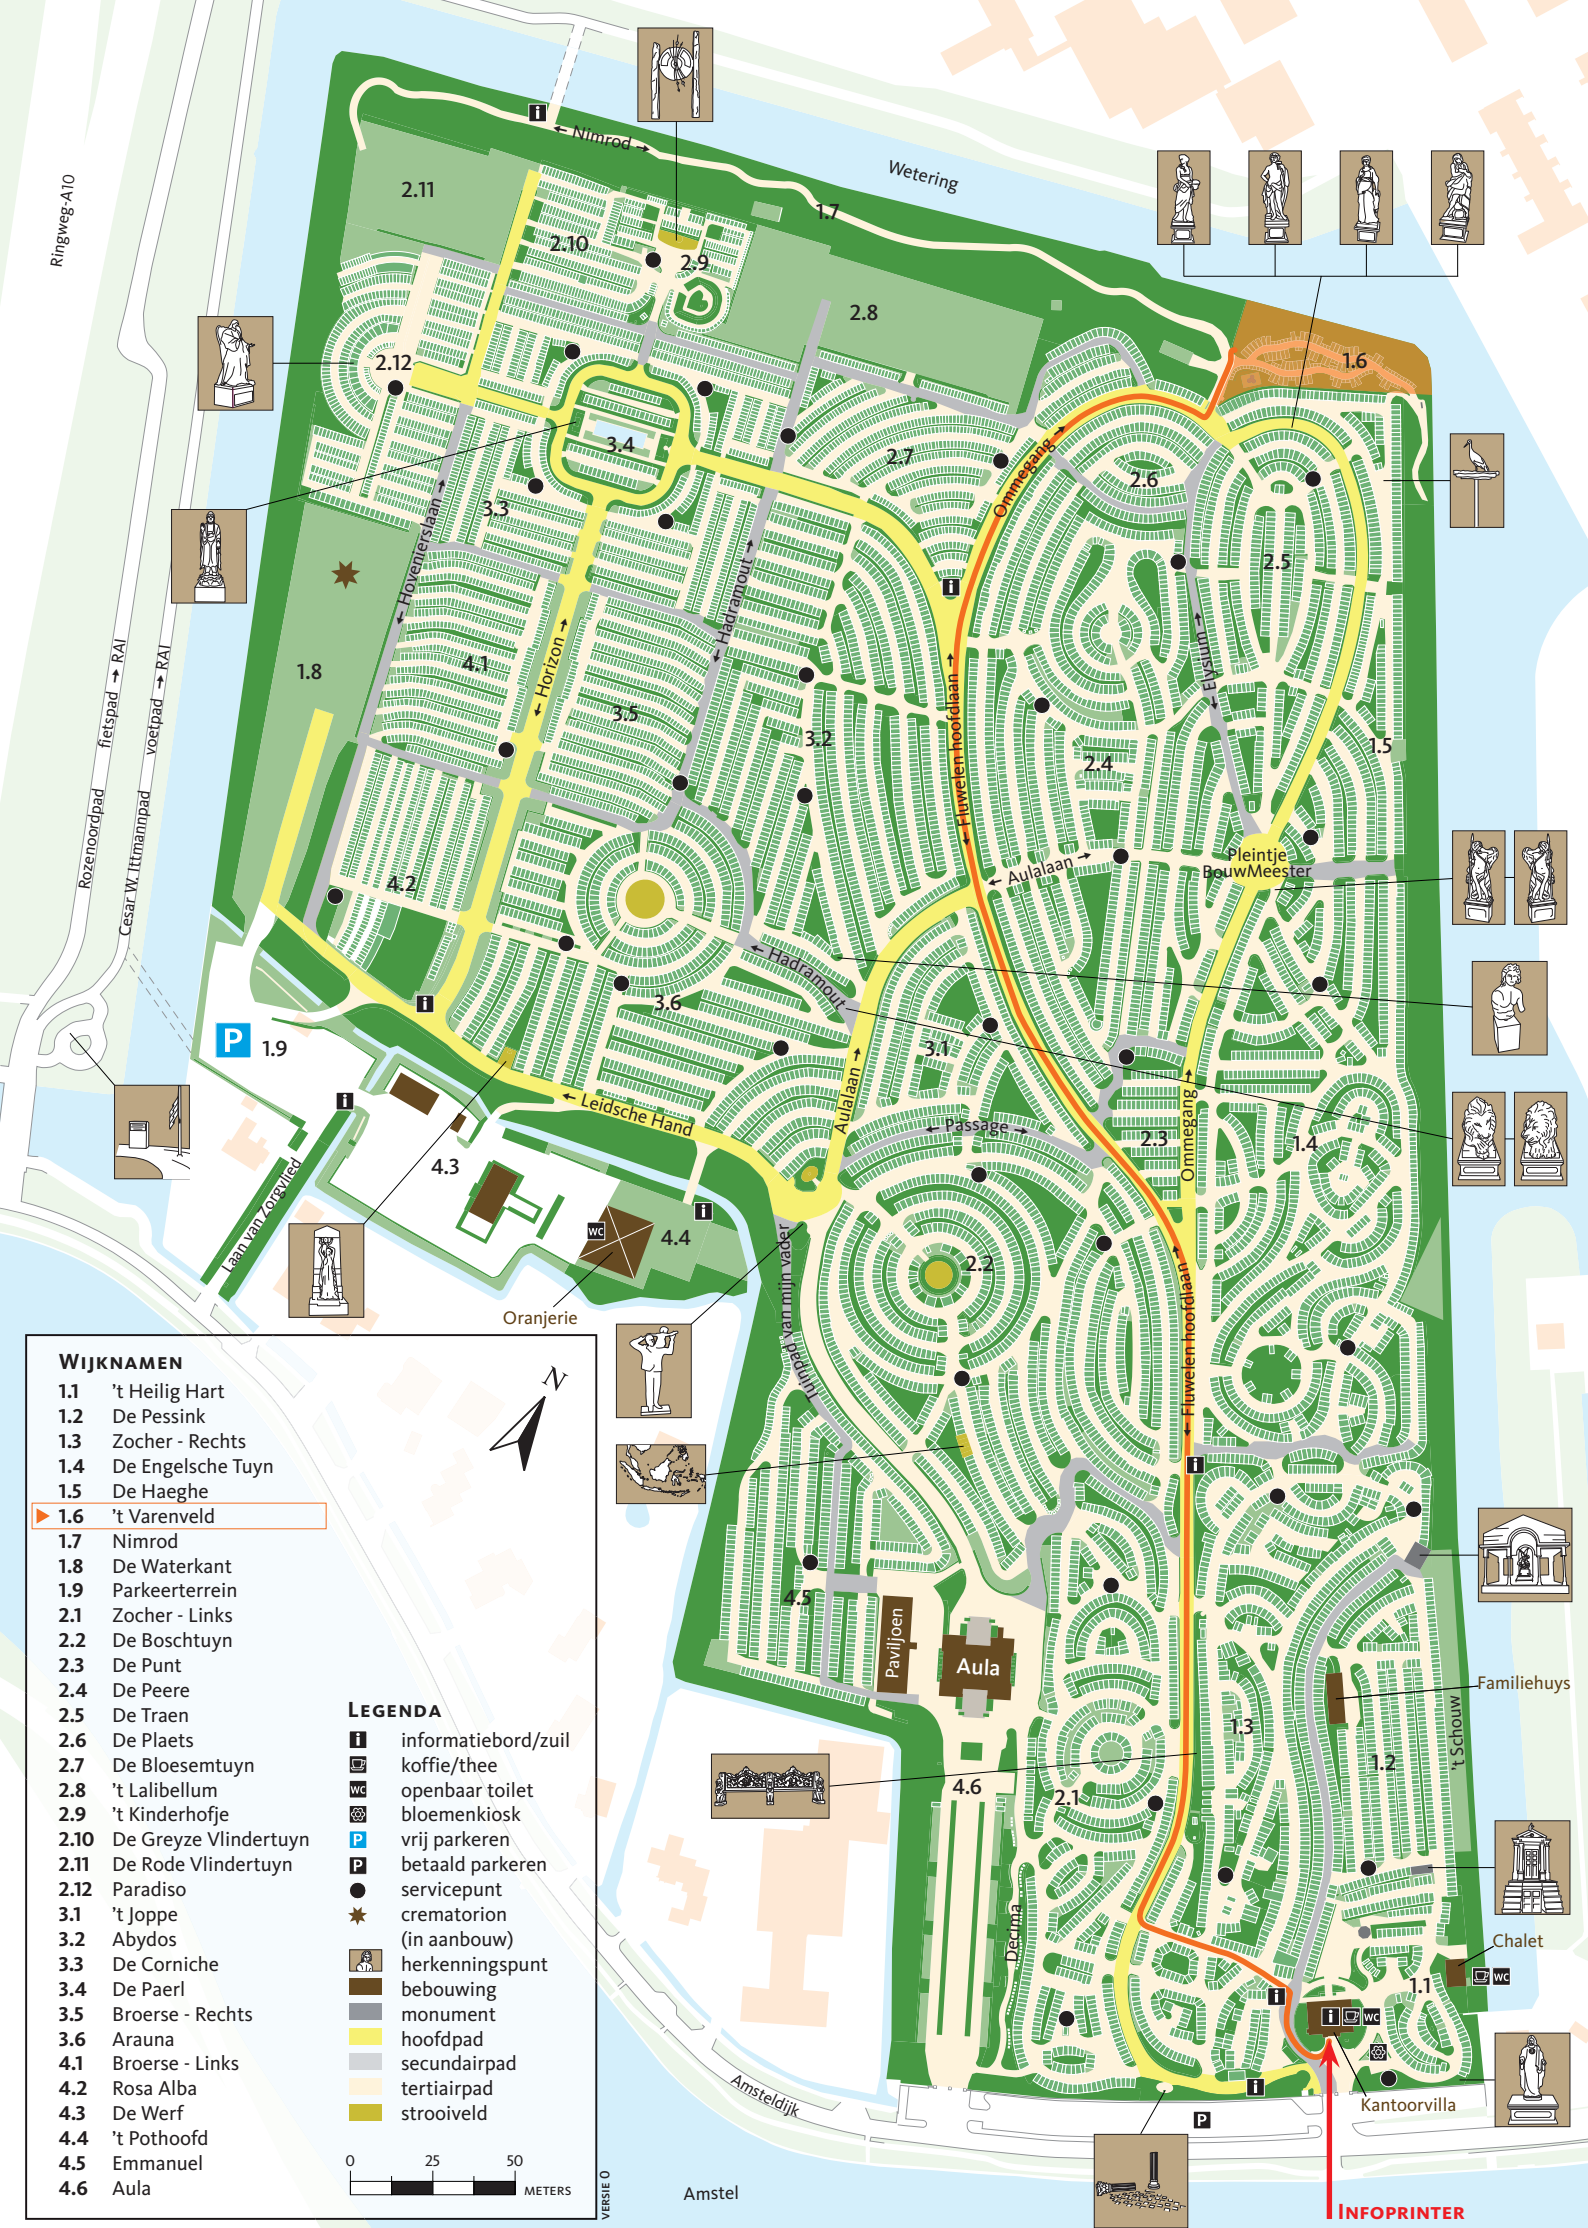 Nimrod
Wetering
Ringweg-A10
2.11
1.7
2.10
2.9
2.8
2.12
1.6
3.4
2.7
Ommegang
2.6
3.3
2.5
Hovenierslaan
Hadramout
Horizon
Elysium
1.8
4.1
3.5
3.2
Fluwelen hoofdlaan
2.4
1.5
fietspad → RAI
voetpad → RAI
Rozenoordpad
Cesar W. Ittmannpad
4.2
Aulalaan
Pleintje
BouwMeester
Hadramout
3.6
3.1
P
1.9
Aulalaan
Leidsche Hand
Passage
2.3
Ommegang
1.4
4.3
Laan van Zorgvlied
WC
4.4
2.2
Oranjerie
Tuinpad van mijn vader
Fluwelen hoofdlaan
4.5
Paviljoen
Aula
Familiehuys
't Schouw
1.3
1.2
4.6
2.1
Decima
Chalet
WC
1.1
WC
Kantoorvilla
P
Amsteldijk
Amstel
INFOPRINTER
WIJKNAMEN
1.1 't Heilig Hart
1.2 De Pessink
1.3 Zocher - Rechts
1.4 De Engelsche Tuyn
1.5 De Haeghe
1.6 't Varenveld
1.7 Nimrod
1.8 De Waterkant
1.9 Parkeerterrein
2.1 Zocher - Links
2.2 De Boschtuyn
2.3 De Punt
2.4 De Peere
2.5 De Traen
2.6 De Plaets
2.7 De Bloesemtuyn
2.8 't Lalibellum
2.9 't Kinderhofje
2.10 De Greyze Vlindertuyn
2.11 De Rode Vlindertuyn
2.12 Paradiso
3.1 't Joppe
3.2 Abydos
3.3 De Corniche
3.4 De Paerl
3.5 Broerse - Rechts
3.6 Arauna
4.1 Broerse - Links
4.2 Rosa Alba
4.3 De Werf
4.4 't Pothoofd
4.5 Emmanuel
4.6 Aula
N
LEGENDA
i informatiebord/zuil
koffie/thee
WC openbaar toilet
bloemenkiosk
P vrij parkeren
P betaald parkeren
servicepunt
crematorion
(in aanbouw)
herkenningspunt
bebouwing
monument
hoofdpad
secundairpad
tertiairpad
strooiveld
0 25 50
METERS
VERSIE O